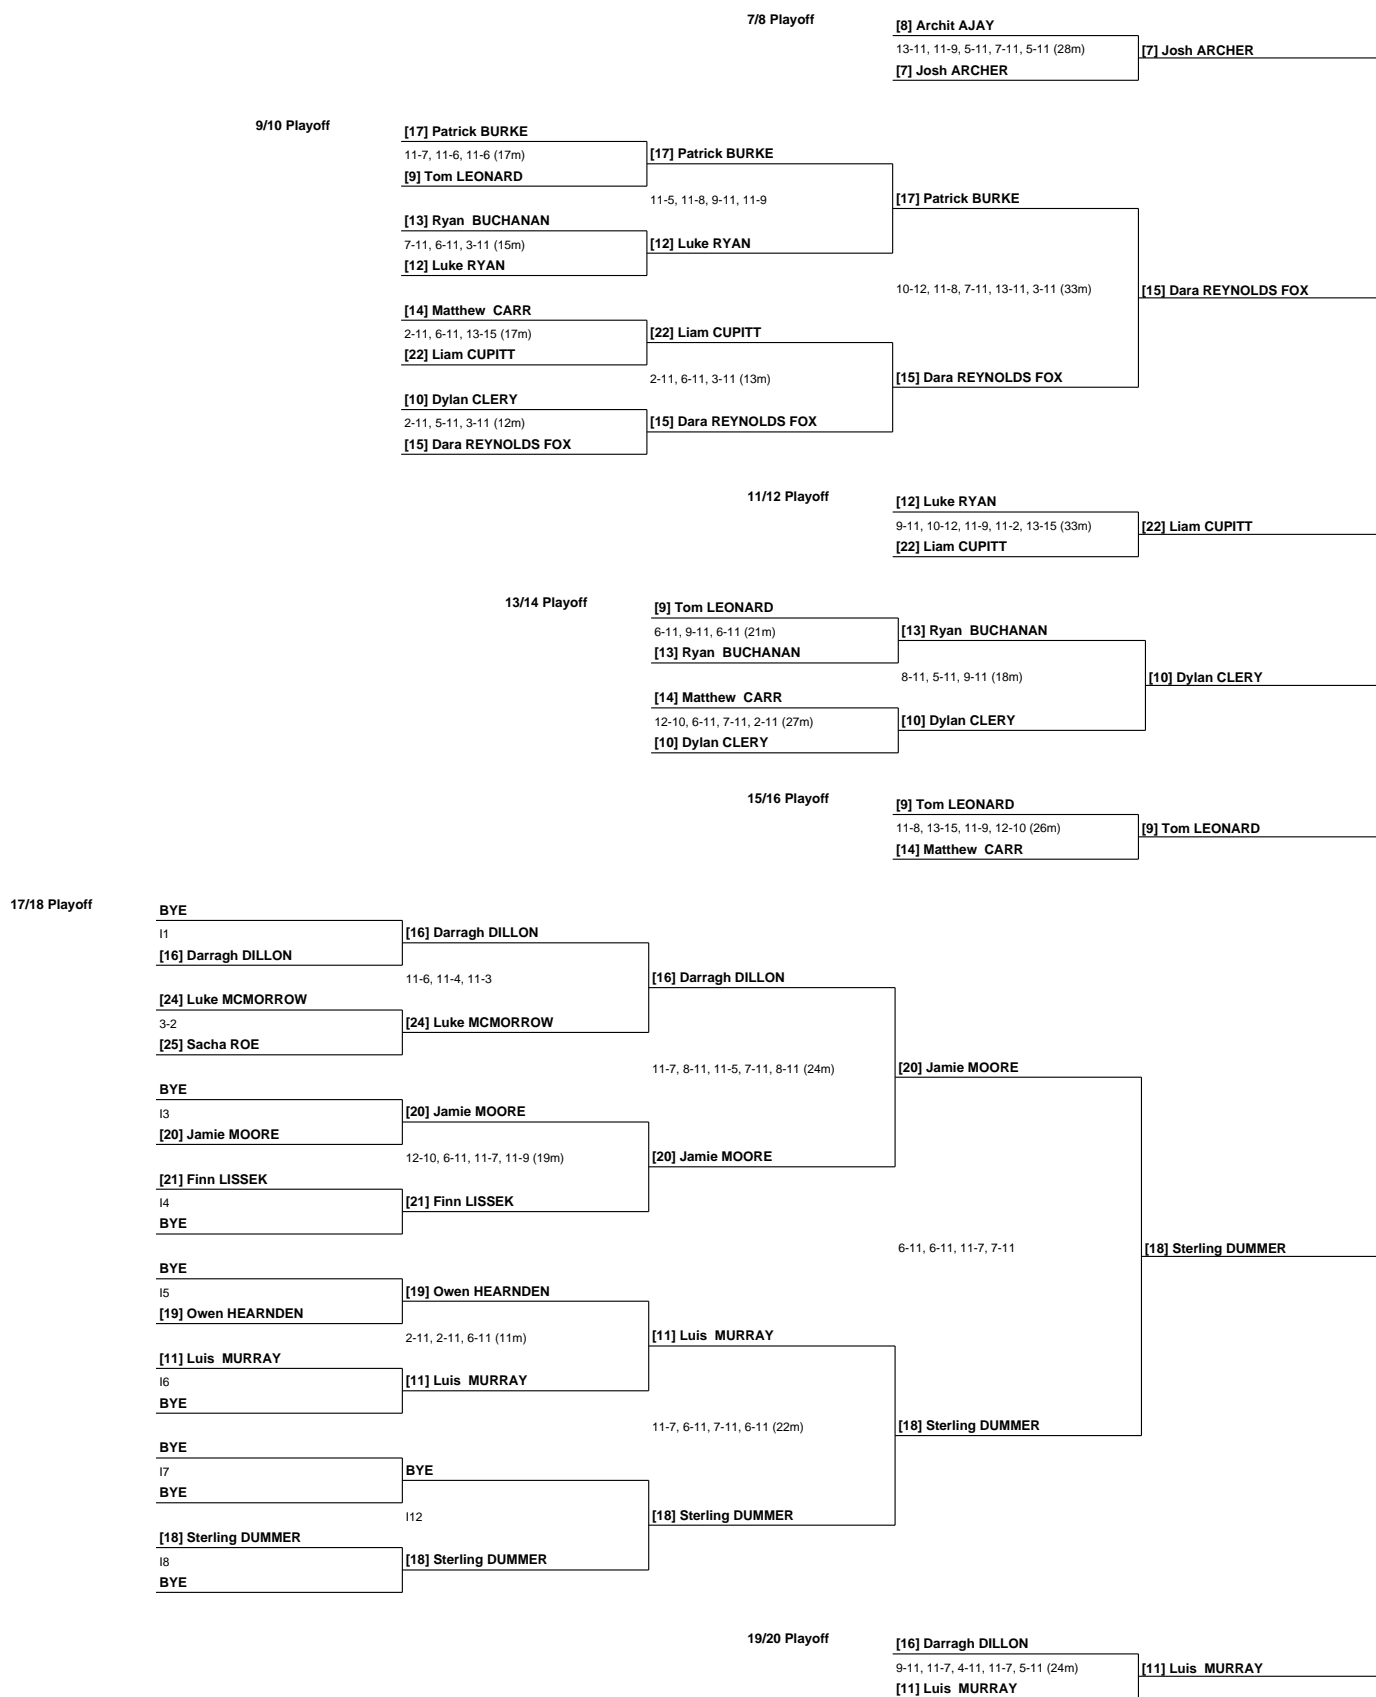 7/8 Playoff
[8] Archit AJAY
13-11, 11-9, 5-11, 7-11, 5-11 (28m)
[7] Josh ARCHER
[7] Josh ARCHER
9/10 Playoff
[17] Patrick BURKE
11-7, 11-6, 11-6 (17m)
[9] Tom LEONARD
[17] Patrick BURKE
11-5, 11-8, 9-11, 11-9
[17] Patrick BURKE
[13] Ryan  BUCHANAN
7-11, 6-11, 3-11 (15m)
[12] Luke RYAN
[12] Luke RYAN
10-12, 11-8, 7-11, 13-11, 3-11 (33m)
[15] Dara REYNOLDS FOX
[14] Matthew  CARR
2-11, 6-11, 13-15 (17m)
[22] Liam CUPITT
[22] Liam CUPITT
2-11, 6-11, 3-11 (13m)
[15] Dara REYNOLDS FOX
[10] Dylan CLERY
2-11, 5-11, 3-11 (12m)
[15] Dara REYNOLDS FOX
[15] Dara REYNOLDS FOX
11/12 Playoff
[12] Luke RYAN
9-11, 10-12, 11-9, 11-2, 13-15 (33m)
[22] Liam CUPITT
[22] Liam CUPITT
13/14 Playoff
[9] Tom LEONARD
6-11, 9-11, 6-11 (21m)
[13] Ryan  BUCHANAN
[13] Ryan  BUCHANAN
8-11, 5-11, 9-11 (18m)
[10] Dylan CLERY
[14] Matthew  CARR
12-10, 6-11, 7-11, 2-11 (27m)
[10] Dylan CLERY
[10] Dylan CLERY
15/16 Playoff
[9] Tom LEONARD
11-8, 13-15, 11-9, 12-10 (26m)
[14] Matthew  CARR
[9] Tom LEONARD
17/18 Playoff
BYE
I1
[16] Darragh DILLON
[16] Darragh DILLON
11-6, 11-4, 11-3
[16] Darragh DILLON
[24] Luke MCMORROW
3-2
[25] Sacha ROE
[24] Luke MCMORROW
11-7, 8-11, 11-5, 7-11, 8-11 (24m)
[20] Jamie MOORE
BYE
I3
[20] Jamie MOORE
[20] Jamie MOORE
12-10, 6-11, 11-7, 11-9 (19m)
[20] Jamie MOORE
[21] Finn LISSEK
I4
BYE
[21] Finn LISSEK
6-11, 6-11, 11-7, 7-11
[18] Sterling DUMMER
BYE
I5
[19] Owen HEARNDEN
[19] Owen HEARNDEN
2-11, 2-11, 6-11 (11m)
[11] Luis  MURRAY
[11] Luis  MURRAY
I6
BYE
[11] Luis  MURRAY
11-7, 6-11, 7-11, 6-11 (22m)
[18] Sterling DUMMER
BYE
I7
BYE
BYE
I12
[18] Sterling DUMMER
[18] Sterling DUMMER
I8
BYE
[18] Sterling DUMMER
19/20 Playoff
[16] Darragh DILLON
9-11, 11-7, 4-11, 11-7, 5-11 (24m)
[11] Luis  MURRAY
[11] Luis  MURRAY